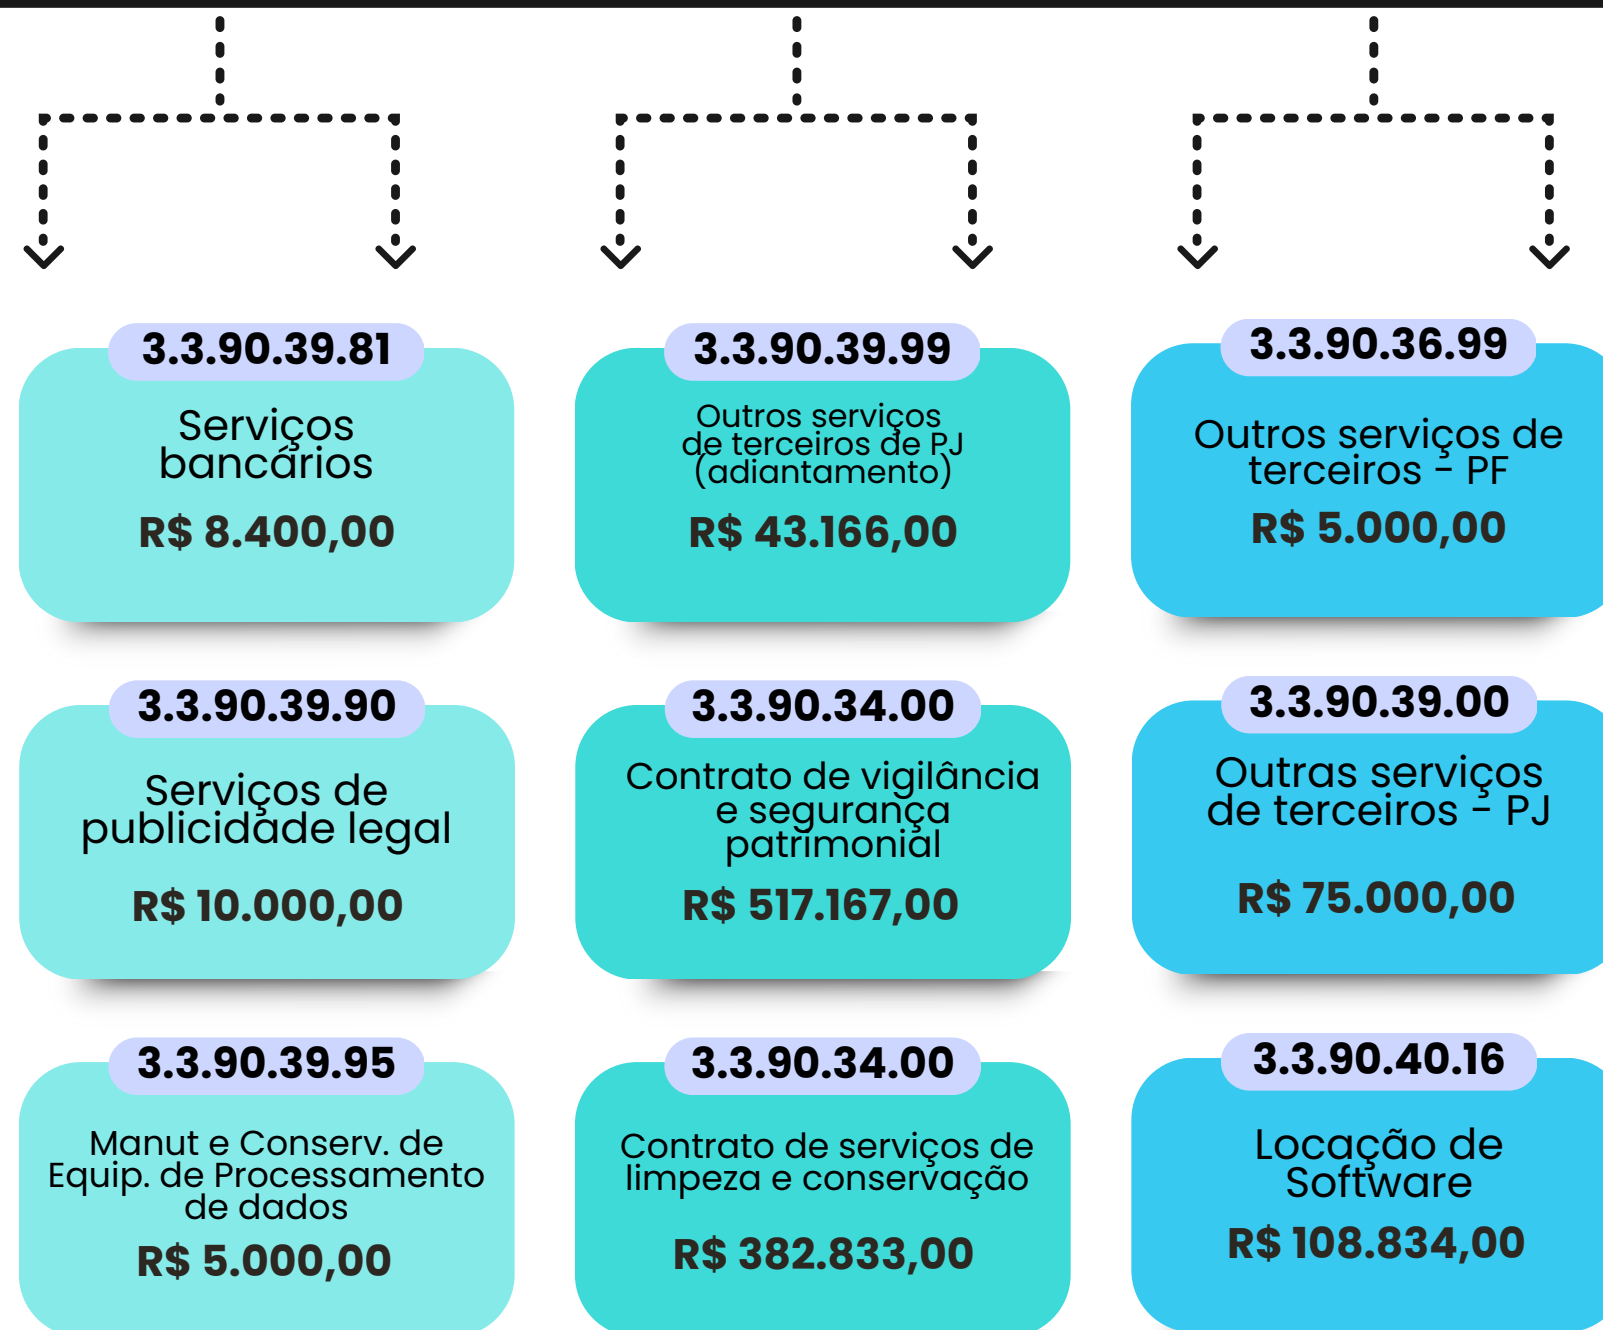 3.3.90.39.81
Serviços
bancários
R$ 8.400,00
3.3.90.39.99
Outros serviços
de terceiros de PJ
(adiantamento)
R$ 43.166,00
3.3.90.36.99
Outros serviços de
terceiros - PF
R$ 5.000,00
3.3.90.39.90
Serviços de
publicidade legal
R$ 10.000,00
3.3.90.34.00
Contrato de vigilância
e segurança
patrimonial
R$ 517.167,00
3.3.90.39.00
Outras serviços
de terceiros - PJ
R$ 75.000,00
3.3.90.39.95
Manut e Conserv. de
Equip. de Processamento
de dados
R$ 5.000,00
3.3.90.34.00
Contrato de serviços de
limpeza e conservação
R$ 382.833,00
3.3.90.40.16
Locação de
Software
R$ 108.834,00